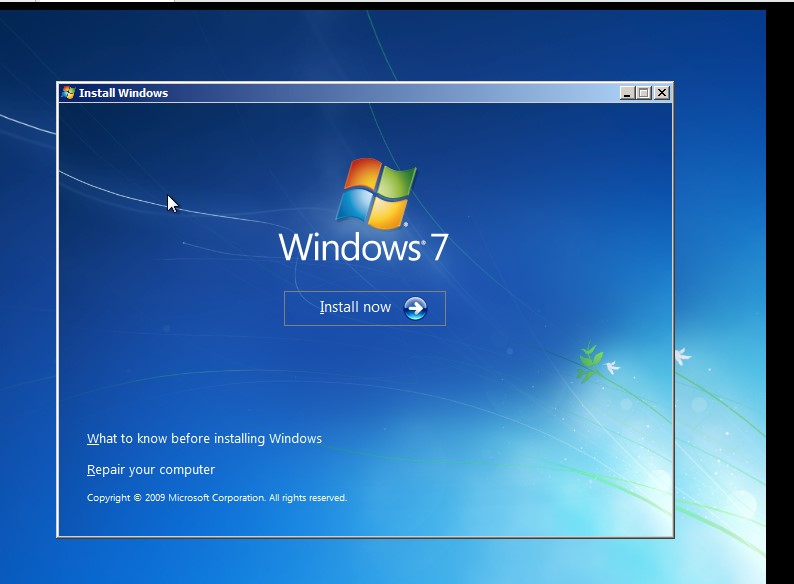 Install Windows
Windows® 7
Install now
What to know before installing Windows
Repair your computer
Copyright © 2009 Microsoft Corporation. All rights reserved.